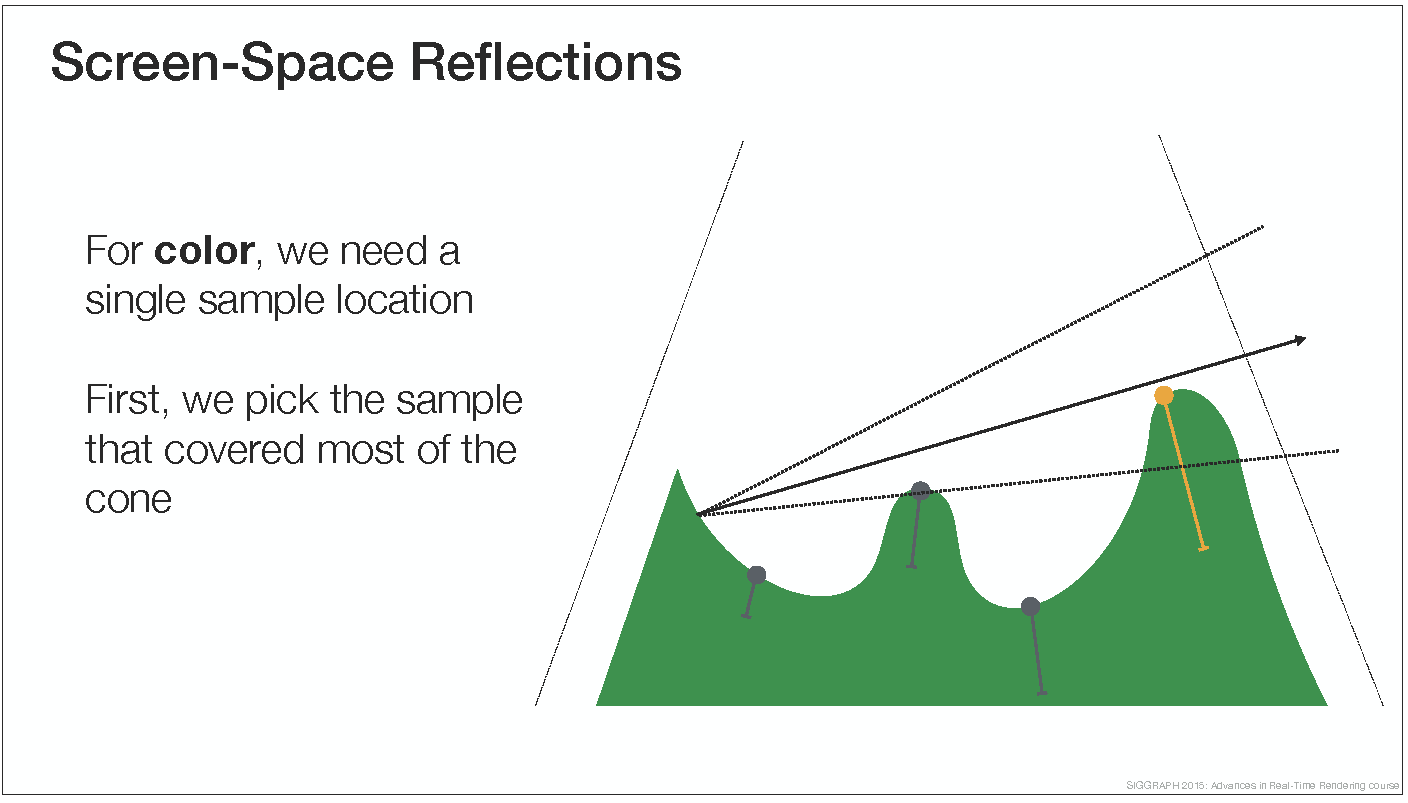 Screen-Space Reflections
For color, we need a
single sample location
First, we pick the sample
that covered most of the
cone
SIGGRAPH 2015: Advances in Real-Time Rendering course